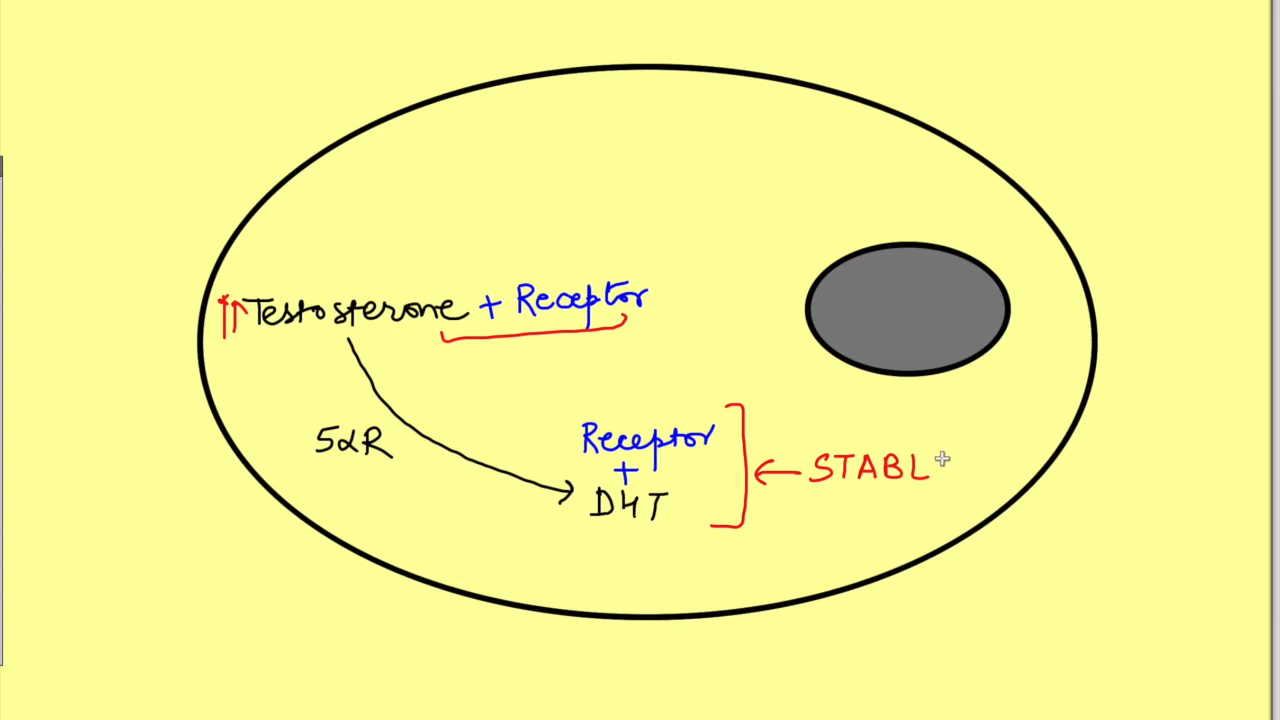 ↑↑Testosterone + Receptor
5αR
Receptor
+
DHT
← STABL